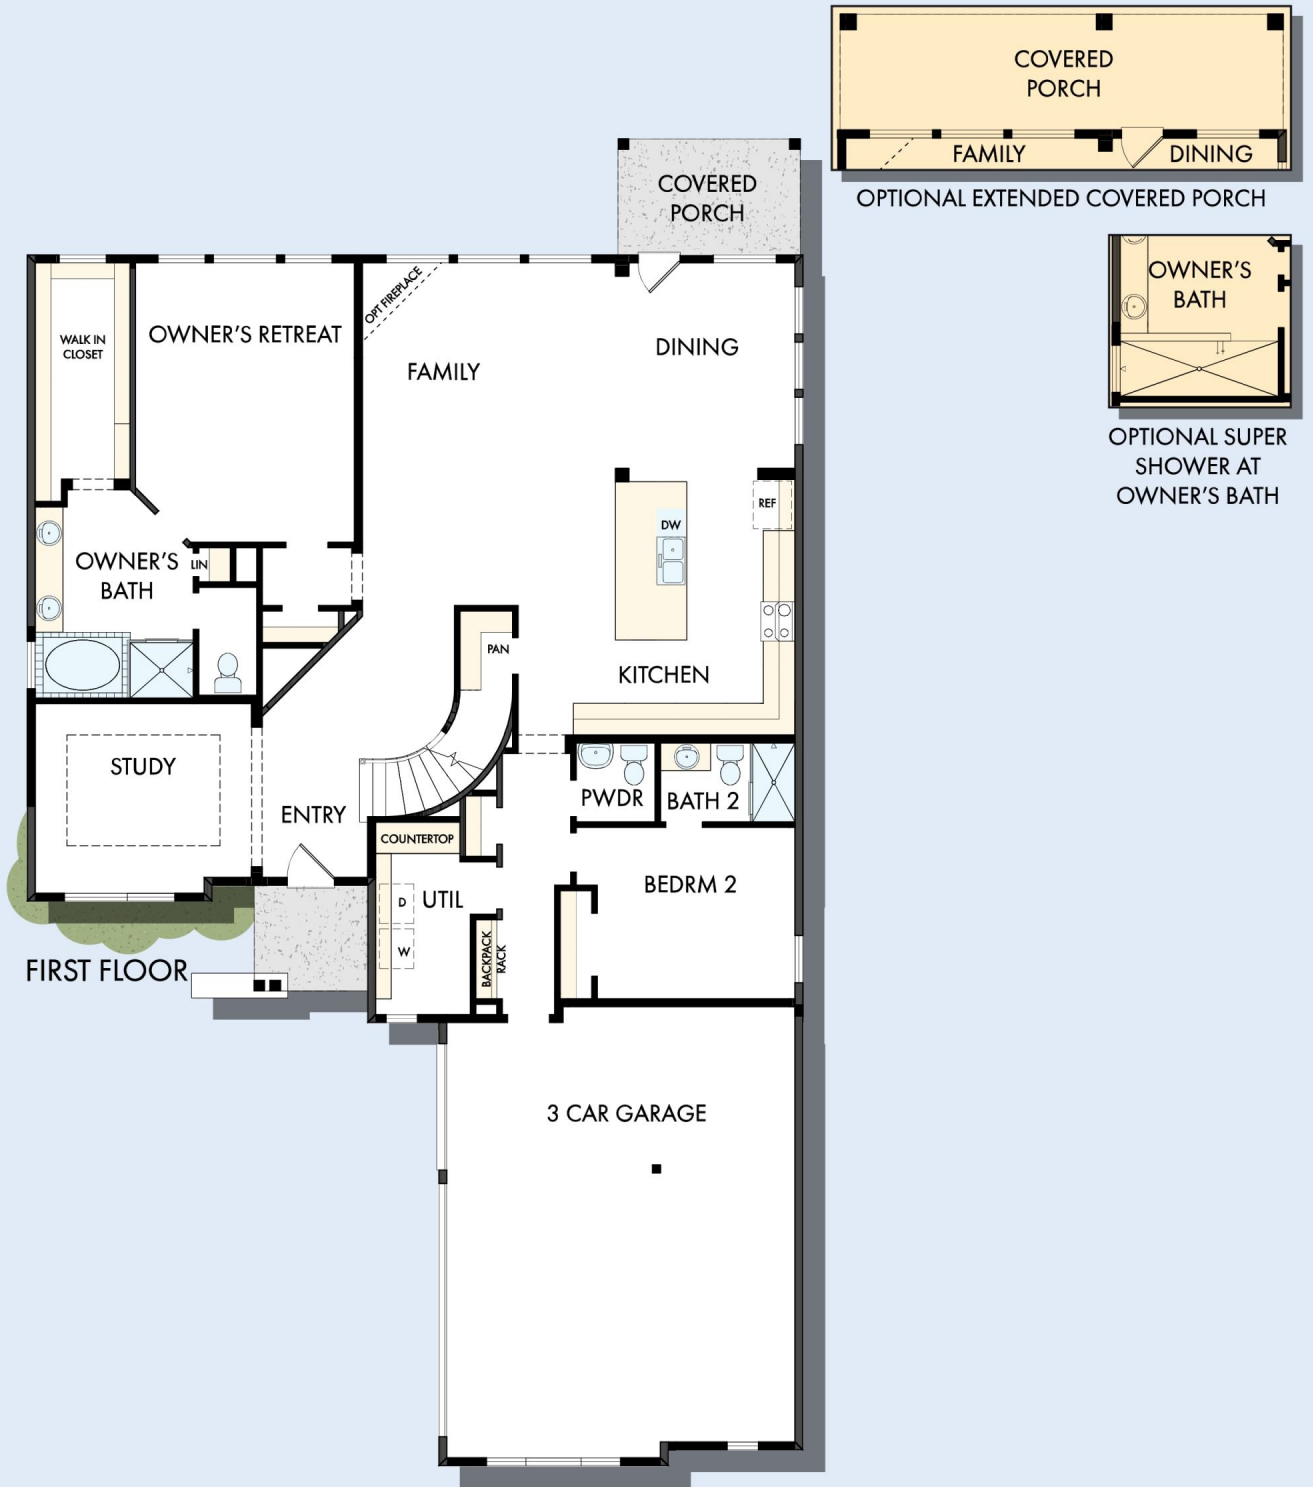 COVERED
PORCH
FAMILY
DINING
OPTIONAL EXTENDED COVERED PORCH
COVERED
PORCH
OWNER'S
BATH
OPTIONAL SUPER
SHOWER AT
OWNER'S BATH
OPT FIREPLACE
WALK IN
CLOSET
OWNER'S RETREAT
FAMILY
DINING
REF
DW
OWNER'S
BATH
LIN
PAN
KITCHEN
STUDY
ENTRY
PWDR
BATH 2
COUNTERTOP
BEDRM 2
D
UTIL
W
BACKPACK
RACK
FIRST FLOOR
3 CAR GARAGE